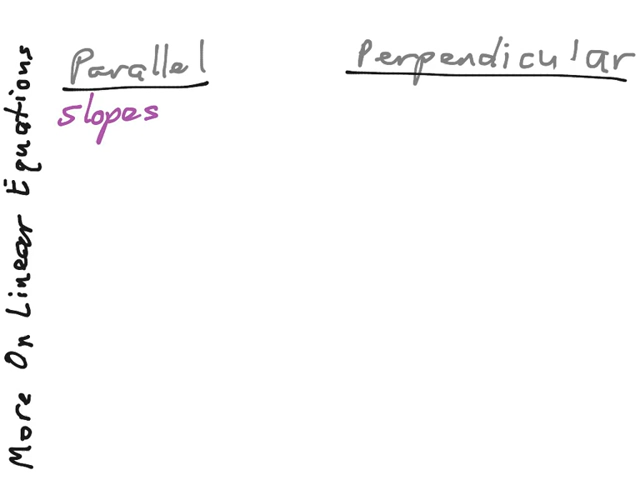 More On Linear Equations
Parallel
Perpendicular
slopes